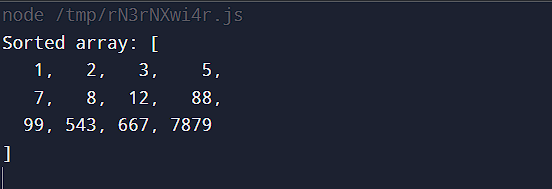 node /tmp/rN3rNXwi4r.js
Sorted array: [
1, 2, 3, 5,
7, 8, 12, 88,
99, 543, 667, 7879
]